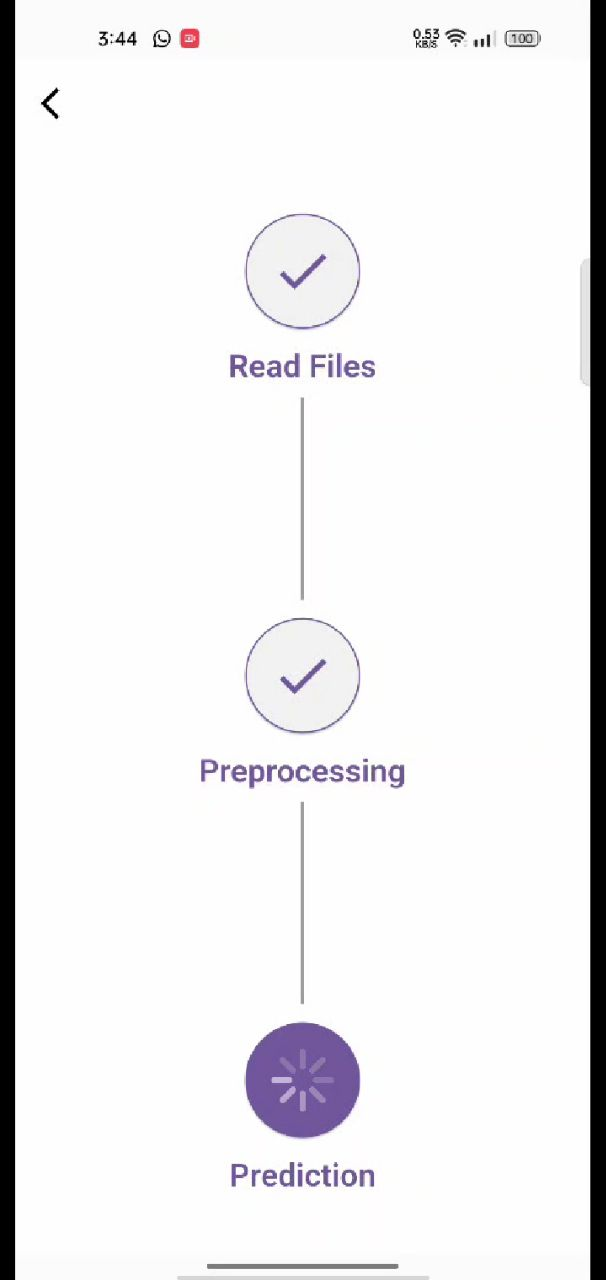 3:44
0.53
KB/S
100
Read Files
Preprocessing
Prediction